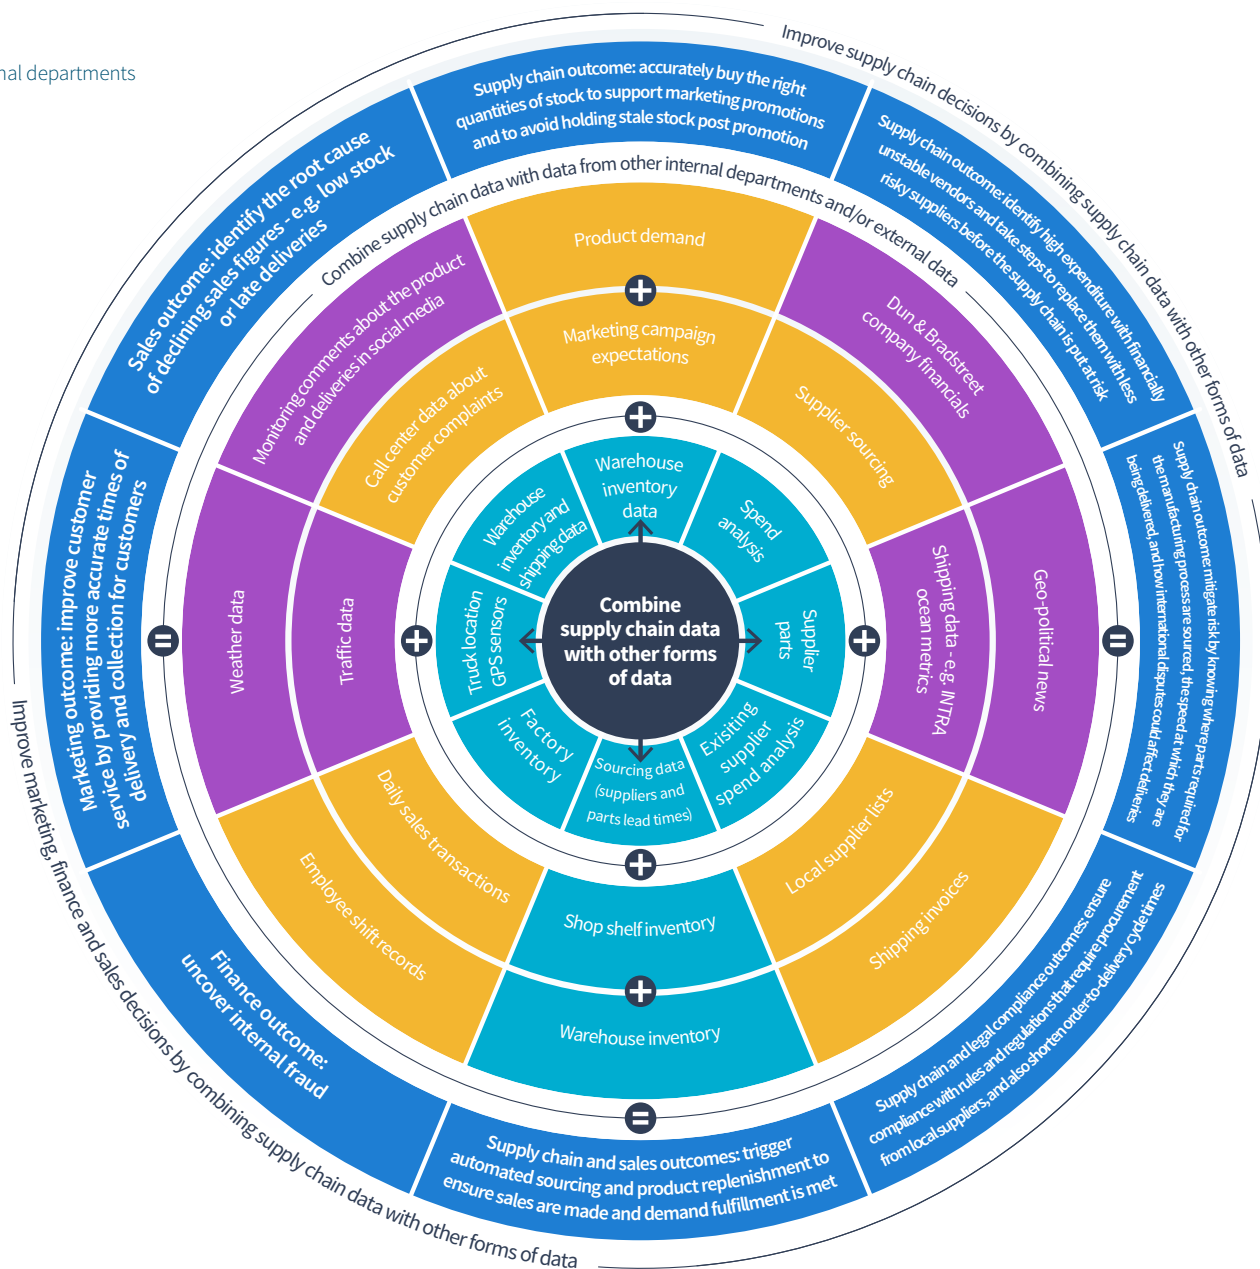 nal departments
Improve supply chain decisions by combining supply chain data with other forms of data
Supply chain outcome: accurately buy the right
quantities of stock to support marketing promotions
and to avoid holding stale stock post promotion
Supply chain outcome: identify high expenditure with financially
unstable vendors and take steps to replace them with less
risky suppliers before the supply chain is put at risk
Supply chain outcome: mitigate risk by knowing where parts required for
the manufacturing process are sourced, the speed at which they are
being delivered, and how international disputes could affect deliveries
Supply chain and legal compliance outcomes: ensure
compliance with rules and regulations that require procurement
from local suppliers, and also shorten order-to-delivery cycle times
Supply chain and sales outcomes: trigger
automated sourcing and product replenishment to
ensure sales are made and demand fulfillment is met
Finance outcome:
uncover internal fraud
Marketing outcome: improve customer
service by providing more accurate times of
delivery and collection for customers
Sales outcome: identify the root cause
of declining sales figures - e.g. low stock
or late deliveries
Improve marketing, finance and sales decisions by combining supply chain data with other forms of data
Combine supply chain data with data from other internal departments and/or external data
Product demand
+
Marketing campaign
expectations
+
Dun & Bradstreet
company financials
Supplier sourcing
Geo-political news
Shipping data - e.g. INTRA
ocean metrics
=
+
Shipping invoices
Local supplier lists
Shop shelf inventory
+
Warehouse inventory
+
=
Employee shift records
Daily sales transactions
Weather data
Traffic data
=
+
Monitoring comments about the product
and deliveries in social media
Call center data about
customer complaints
Warehouse
inventory
data
Spend
analysis
Supplier
parts
Exisiting
supplier
spend analysis
Sourcing data
(suppliers and
parts lead times)
Factory
inventory
Truck location
GPS sensors
Warehouse
inventory and
shipping data
Combine
supply chain data
with other forms
of data